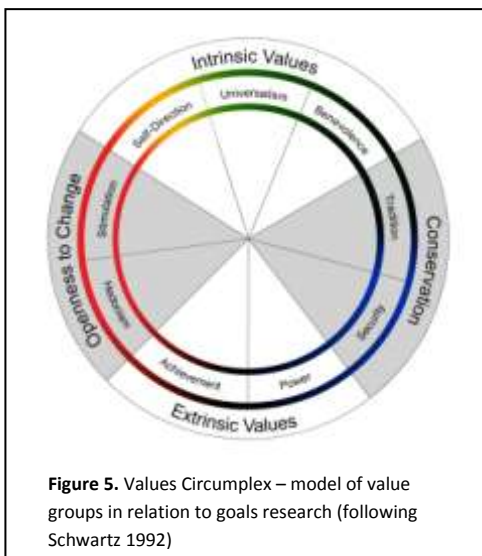 Intrinsic Values
Universalism
Self-Direction
Benevolence
Stimulation
Tradition
Openness to Change
Conservation
Hedonism
Security
Achievement
Power
Extrinsic Values
Figure 5. Values Circumplex – model of value
groups in relation to goals research (following
Schwartz 1992)